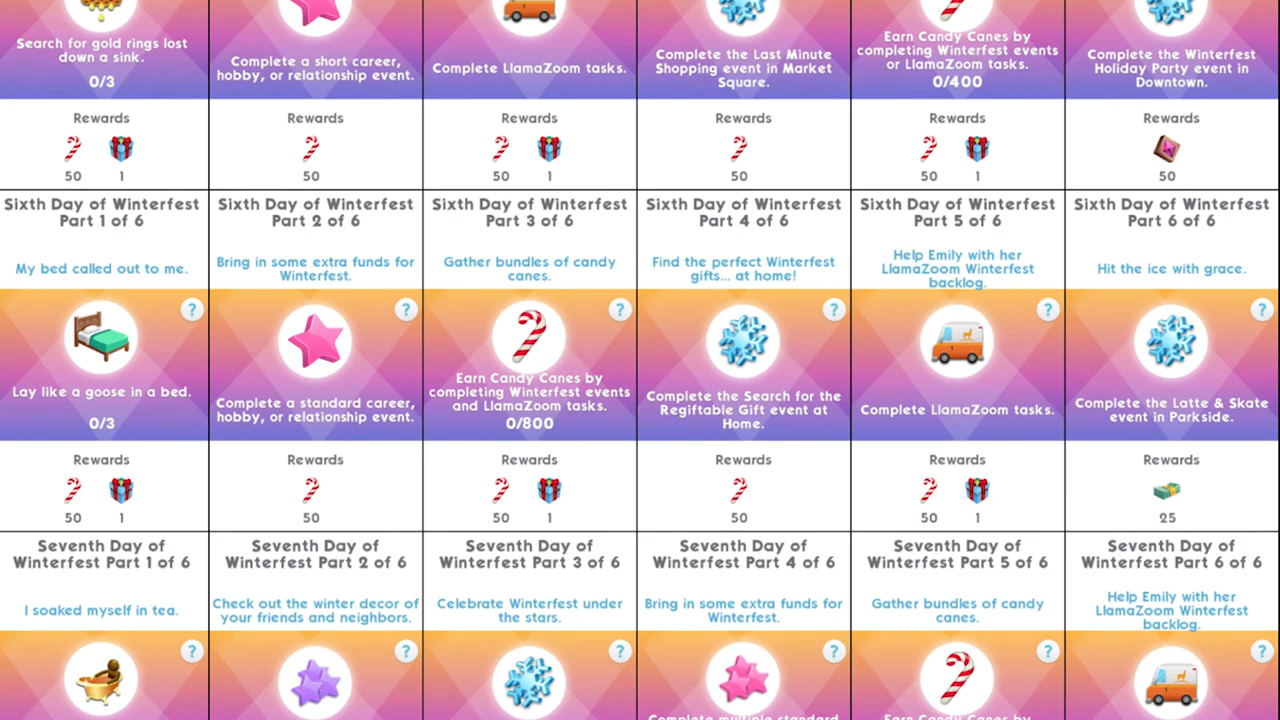 Search for gold rings lost
down a sink.
0/3
Complete a short career,
hobby, or relationship event.
Complete LlamaZoom tasks.
Complete the Last Minute
Shopping event in Market
Square.
Earn Candy Canes by
completing Winterfest events
or LlamaZoom tasks.
0/400
Complete the Winterfest
Holiday Party event in
Downtown.
Rewards
50 1
Rewards
50
Rewards
50 1
Rewards
50
Rewards
50 1
Rewards
50
Sixth Day of Winterfest
Part 1 of 6
My bed called out to me.
Sixth Day of Winterfest
Part 2 of 6
Bring in some extra funds for
Winterfest.
Sixth Day of Winterfest
Part 3 of 6
Gather bundles of candy
canes.
Sixth Day of Winterfest
Part 4 of 6
Find the perfect Winterfest
gifts... at home!
Sixth Day of Winterfest
Part 5 of 6
Help Emily with her
LlamaZoom Winterfest
backlog.
Sixth Day of Winterfest
Part 6 of 6
Hit the ice with grace.
?
Lay like a goose in a bed.
0/3
?
Complete a standard career,
hobby, or relationship event.
?
Earn Candy Canes by
completing Winterfest events
and LlamaZoom tasks.
0/800
?
Complete the Search for the
Regiftable Gift event at
Home.
?
Complete LlamaZoom tasks.
?
Complete the Latte & Skate
event in Parkside.
Rewards
50 1
Rewards
50
Rewards
50 1
Rewards
50
Rewards
50 1
Rewards
25
Seventh Day of
Winterfest Part 1 of 6
I soaked myself in tea.
Seventh Day of
Winterfest Part 2 of 6
Check out the winter decor of
your friends and neighbors.
Seventh Day of
Winterfest Part 3 of 6
Celebrate Winterfest under
the stars.
Seventh Day of
Winterfest Part 4 of 6
Bring in some extra funds for
Winterfest.
Seventh Day of
Winterfest Part 5 of 6
Gather bundles of candy
canes.
Seventh Day of
Winterfest Part 6 of 6
Help Emily with her
LlamaZoom Winterfest
backlog.
?
?
?
?
Complete multiple standard
?
Earn Candy Canes by
?